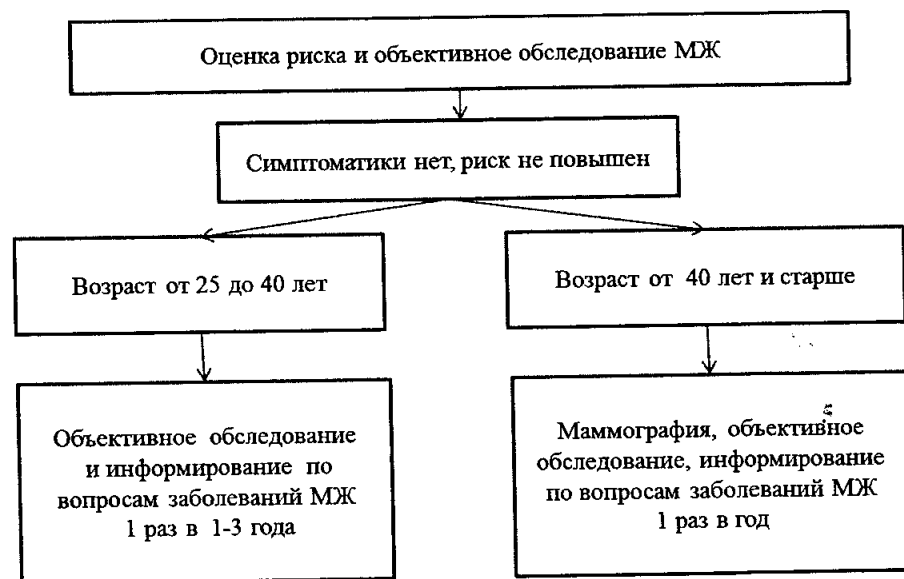 Оценка риска и объективное обследование МЖ
Симптоматики нет, риск не повышен
Возраст от 25 до 40 лет
Возраст от 40 лет и старше
Объективное обследование
и информирование по
вопросам заболеваний МЖ
1 раз в 1-3 года
Маммография, объективное
обследование, информирование
по вопросам заболеваний МЖ
1 раз в год